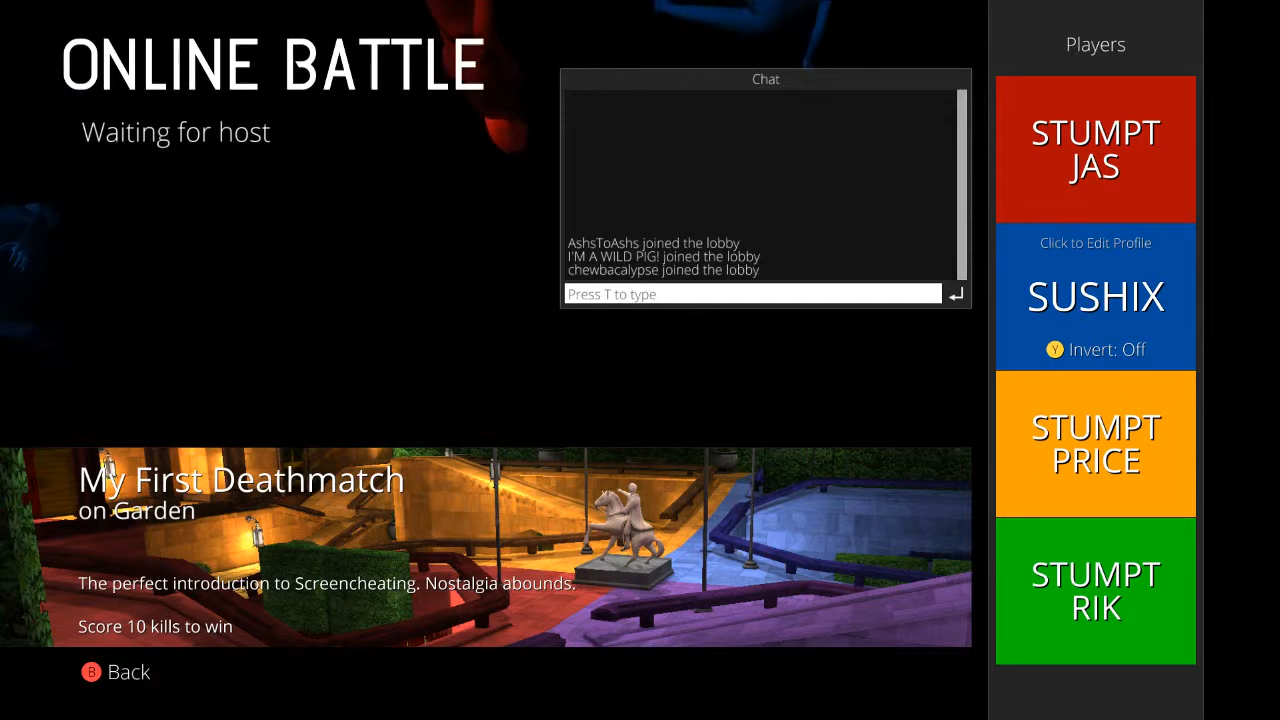 ONLINE BATTLE
Waiting for host
Chat
AshsToAshs joined the lobby
I'M A WILD PIG! joined the lobby
chewbacalypse joined the lobby
Press T to type
My First Deathmatch
on Garden
The perfect introduction to Screencheating. Nostalgia abounds.
Score 10 kills to win
B Back
Players
STUMPT
JAS
Click to Edit Profile
SUSHIX
Y Invert: Off
STUMPT
PRICE
STUMPT
RIK